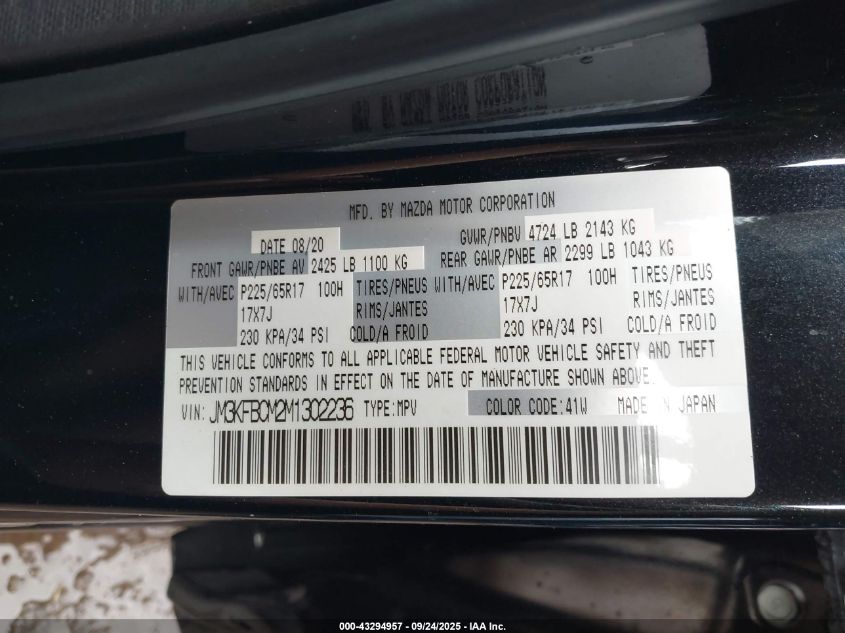 MFD. BY MAZDA MOTOR CORPORATION
DATE 08/20 GVWR/PNBV 4724 LB 2143 KG
FRONT GAWR/PNBE AV 2425 LB 1100 KG REAR GAWR/PNBE AR 2299 LB 1043 KG
WITH/AVEC P225/65R17 100H TIRES/PNEUS WITH/AVEC P225/65R17 100H TIRES/PNEUS
17X7J RIMS/JANTES 17X7J RIMS/JANTES
230 KPA/34 PSI COLD/A FROID 230 KPA/34 PSI COLD/A FROID
THIS VEHICLE CONFORMS TO ALL APPLICABLE FEDERAL MOTOR VEHICLE SAFETY AND THEFT
PREVENTION STANDARDS IN EFFECT ON THE DATE OF MANUFACTURE SHOWN ABOVE.
VIN: JM3KFBCM2M1302236 TYPE:MPV COLOR CODE:41W MADE IN JAPAN
000-43294957 - 09/24/2025 - IAA Inc.